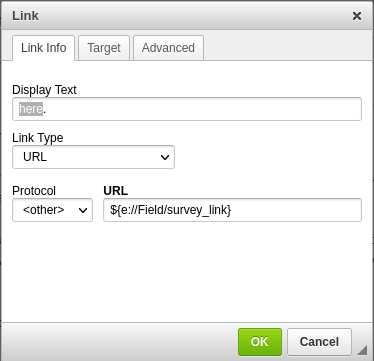 Link
Link Info Target Advanced
Display Text
here.
Link Type
URL
Protocol URL
<other> ${e://Field/survey_link}
OK Cancel